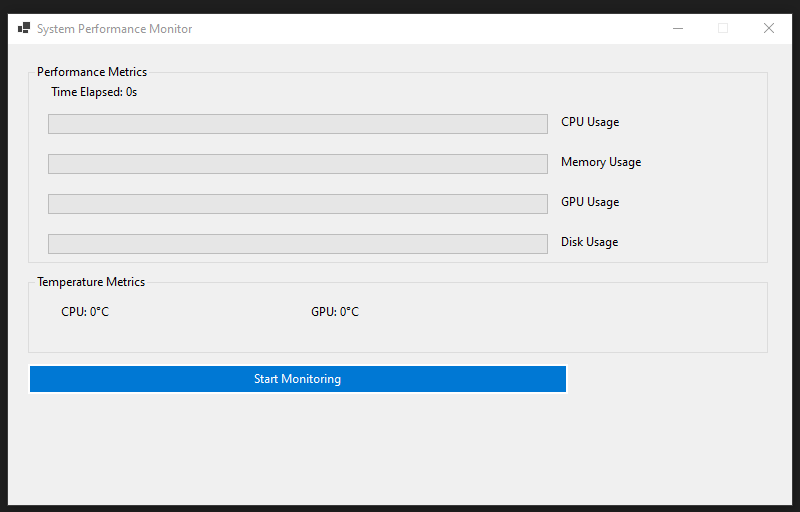 System Performance Monitor
Performance Metrics
Time Elapsed: 0s
CPU Usage
Memory Usage
GPU Usage
Disk Usage
Temperature Metrics
CPU: 0°C GPU: 0°C
Start Monitoring